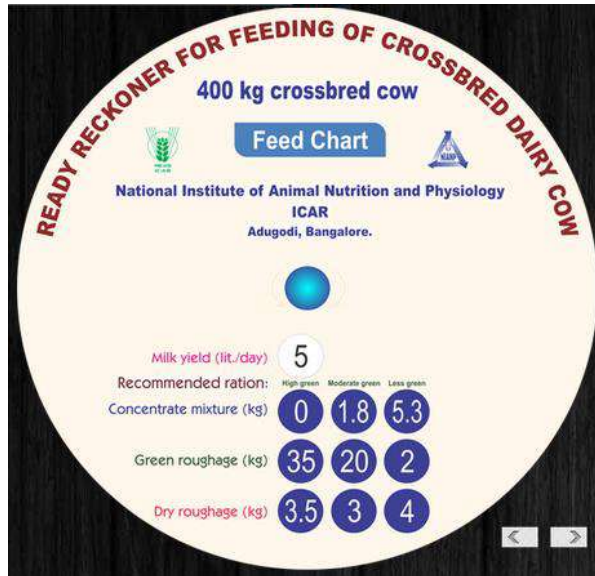 READY RECKONER FOR FEEDING OF CROSSBRED DAIRY COW
400 kg crossbred cow
Feed Chart
NIANP
National Institute of Animal Nutrition and Physiology
ICAR
Adugodi, Bangalore.
Milk yield (lit./day) 5
Recommended ration: High green Moderate green Less green
Concentrate mixture (kg) 0 1.8 5.3
Green roughage (kg) 35 20 2
Dry roughage (kg) 3.5 3 4